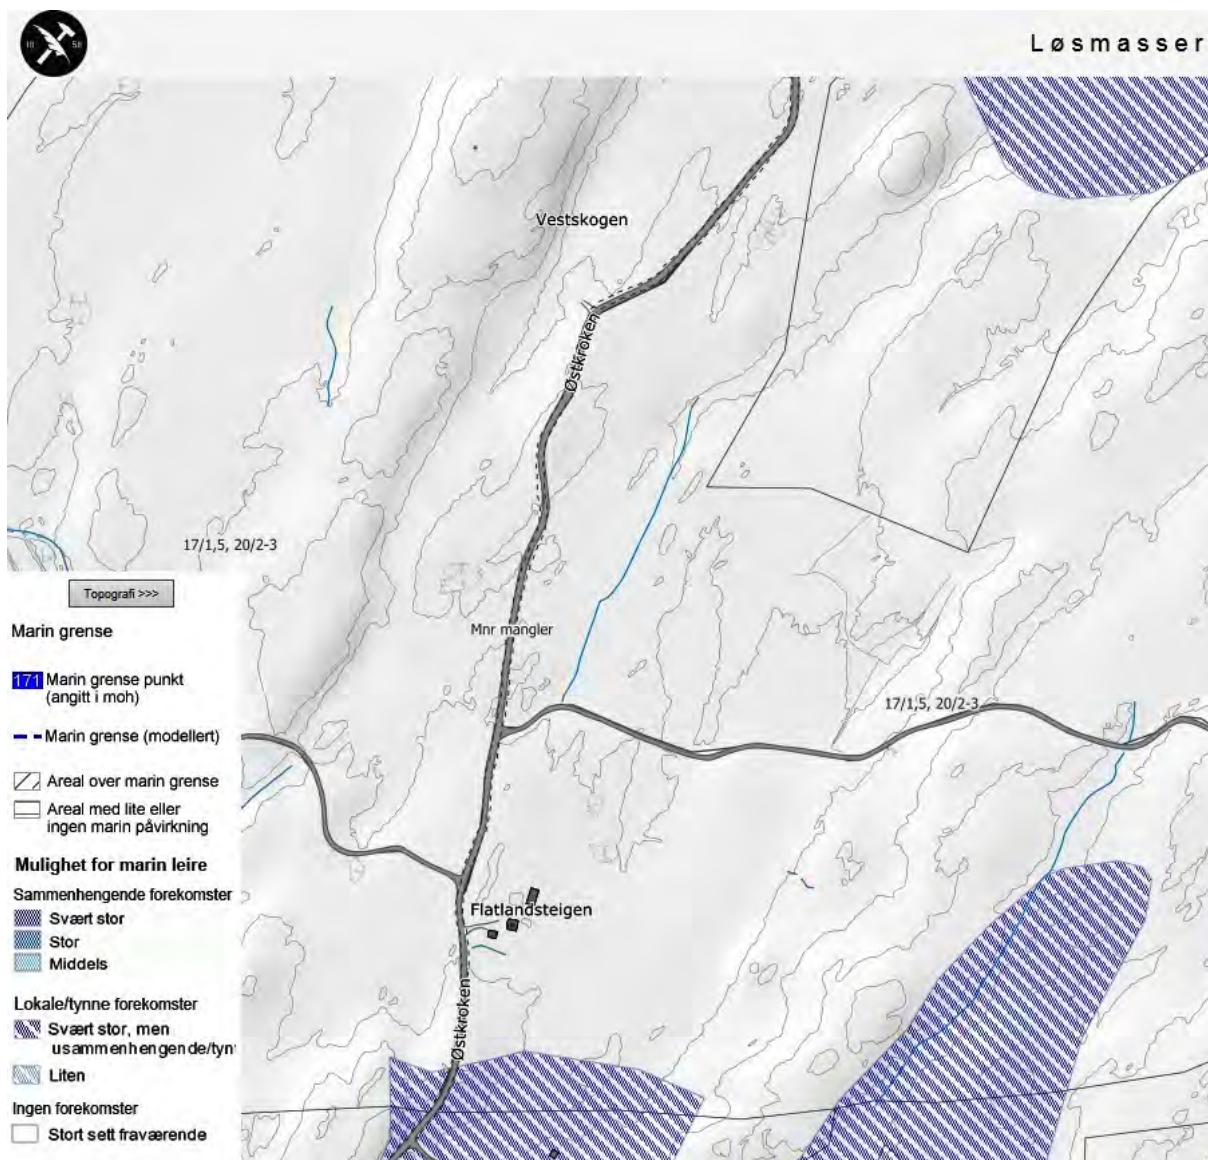 18 58
Løsmasser
Vestskogen
Østkroken
17/1,5, 20/2-3
Topografi >>>
Marin grense
Mnr mangler
171 Marin grense punkt
(angitt i moh)
17/1,5, 20/2-3
Marin grense (modellert)
Areal over marin grense
Areal med lite eller
ingen marin påvirkning
Mulighet for marin leire
Sammenhengende forekomster
Svært stor
Flatlandsteigen
Stor
Middels
Lokale/tynne forekomster
Østkroken
Svært stor, men
usammenhengende/tyn
Liten
Ingen forekomster
Stort sett fraværende